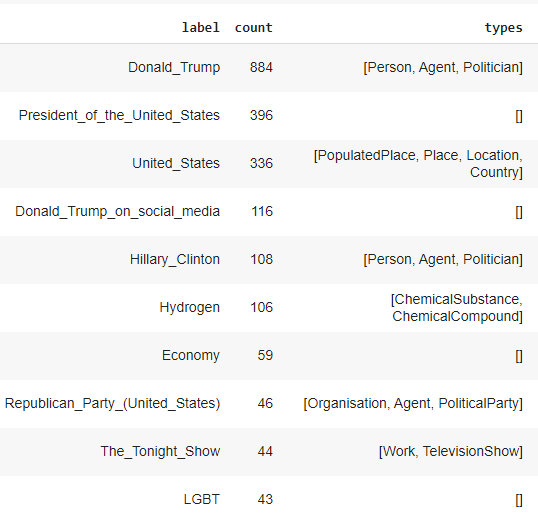 label count types
Donald_Trump 884 [Person, Agent, Politician]
President_of_the_United_States 396 []
United_States 336 [PopulatedPlace, Place, Location,
Country]
Donald_Trump_on_social_media 116 []
Hillary_Clinton 108 [Person, Agent, Politician]
Hydrogen 106 [ChemicalSubstance,
ChemicalCompound]
Economy 59 []
Republican_Party_(United_States) 46 [Organisation, Agent, PoliticalParty]
The_Tonight_Show 44 [Work, TelevisionShow]
LGBT 43 []